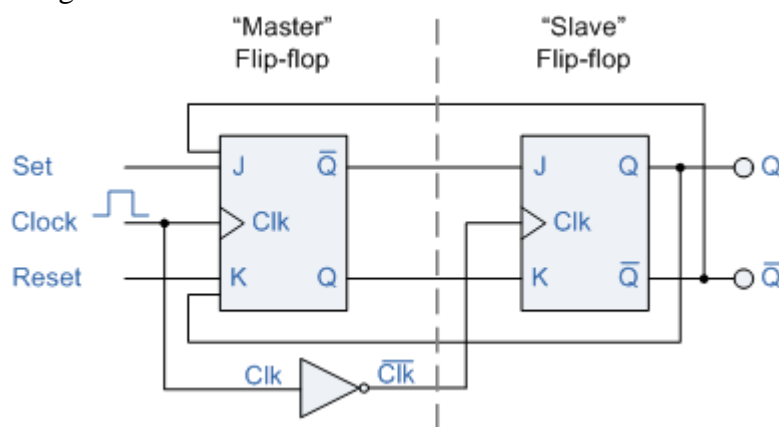 “Master”
Flip-flop
“Slave”
Flip-flop
Set
J
Q̅
J
Q
Q
Clock
Clk
Clk
Reset
K
Q
K
Q̅
Q̅
Clk
C̅l̅k̅